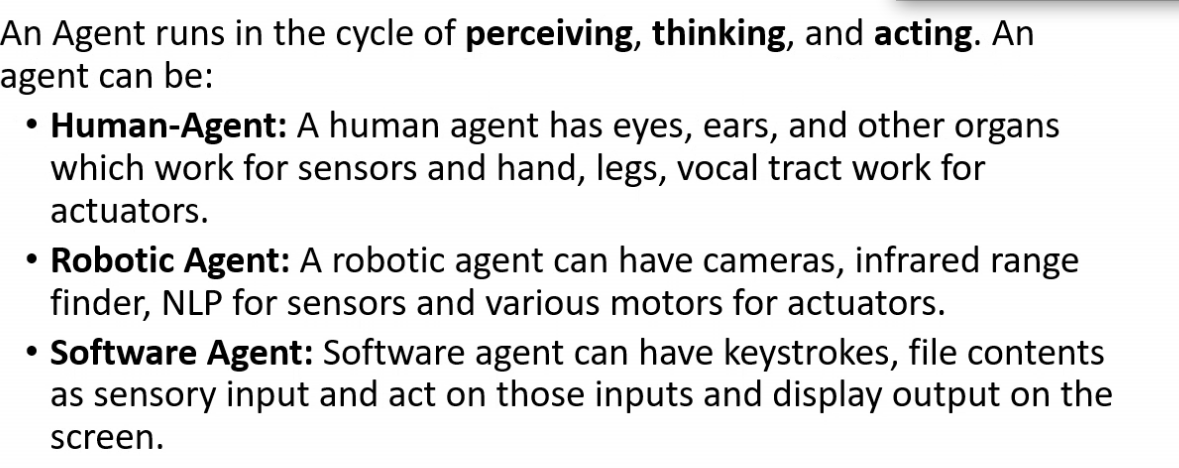 An Agent runs in the cycle of perceiving, thinking, and acting. An
agent can be:
• Human-Agent: A human agent has eyes, ears, and other organs
which work for sensors and hand, legs, vocal tract work for
actuators.
• Robotic Agent: A robotic agent can have cameras, infrared range
finder, NLP for sensors and various motors for actuators.
• Software Agent: Software agent can have keystrokes, file contents
as sensory input and act on those inputs and display output on the
screen.